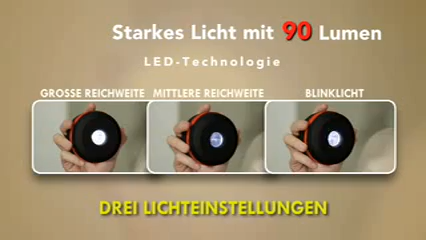 Starkes Licht mit 90 Lumen
LED-Technologie
GROSSE REICHWEITE MITTLERE REICHWEITE BLINKLICHT
DREI LICHTEINSTELLUNGEN